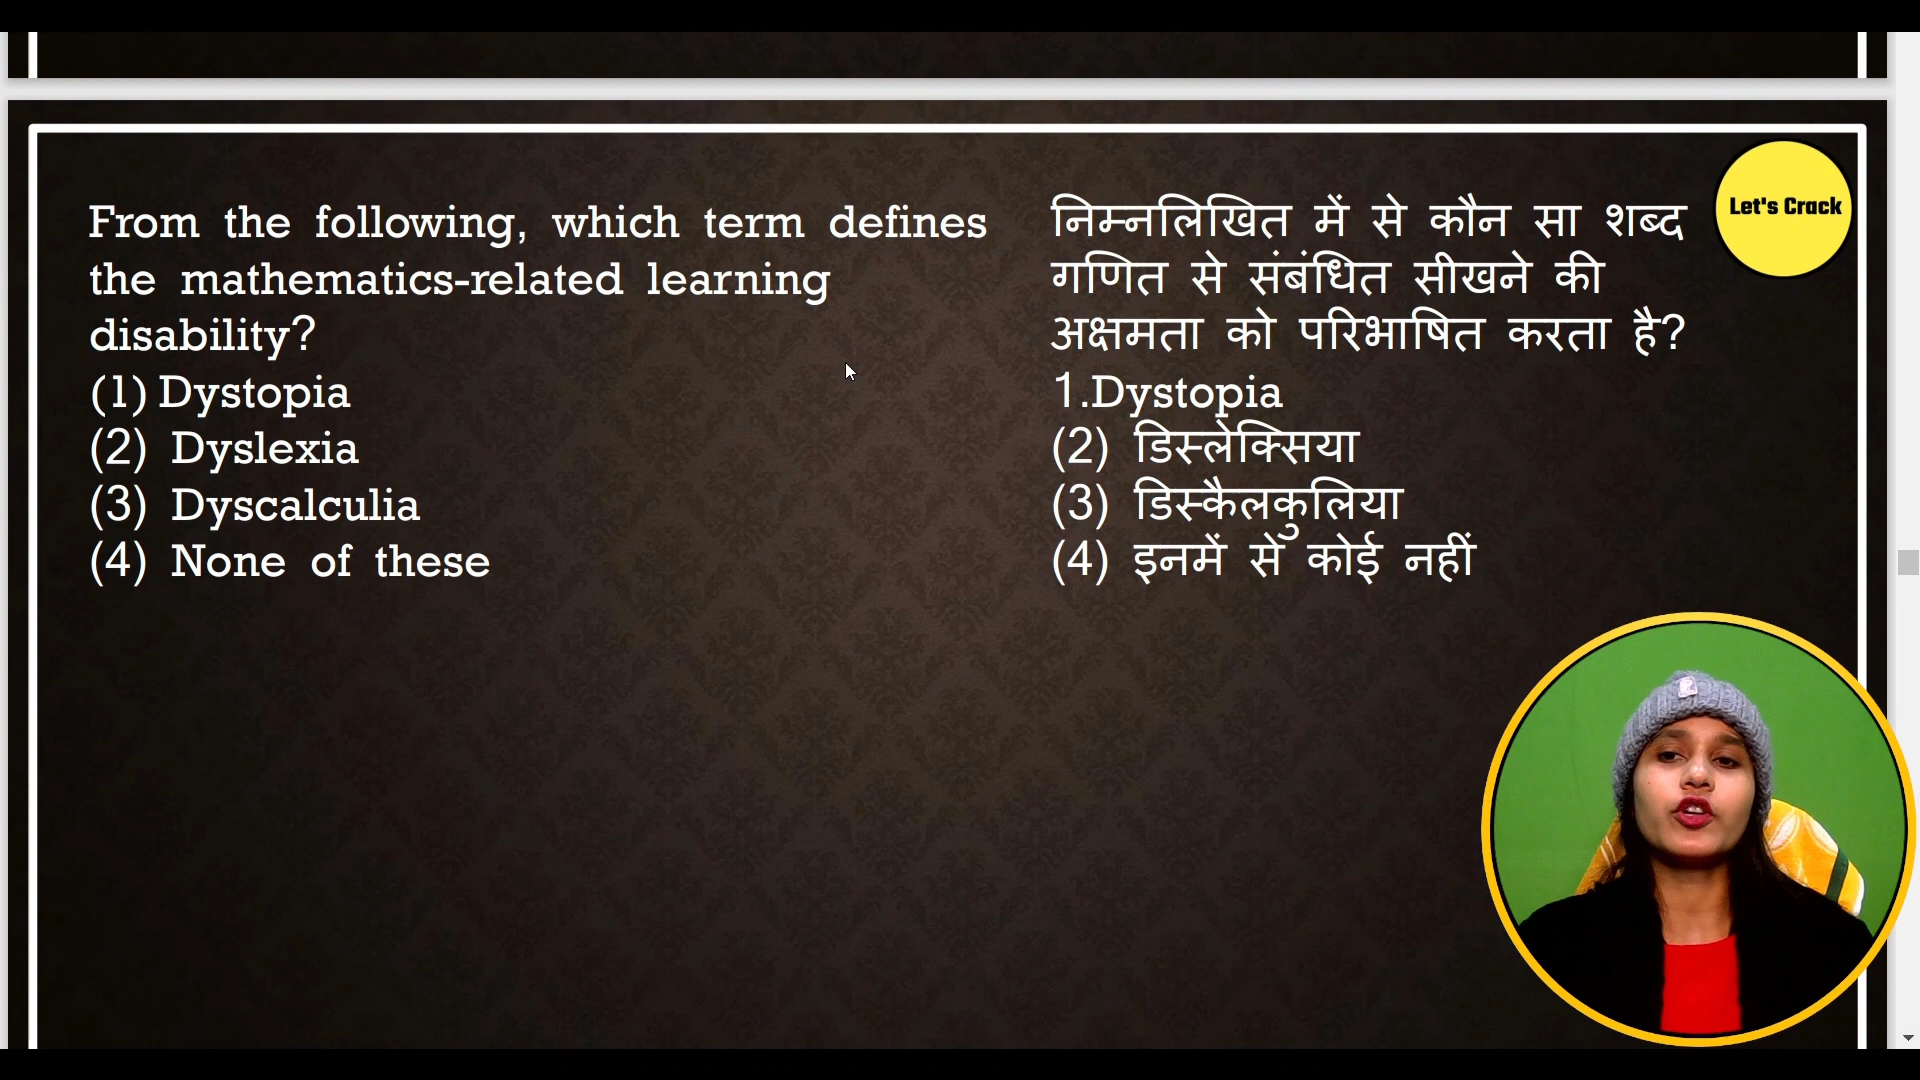 From the following, which term defines
the mathematics-related learning
disability?
(1) Dystopia
(2) Dyslexia
(3) Dyscalculia
(4) None of these
निम्नलिखित में से कौन सा शब्द
गणित से संबंधित सीखने की
अक्षमता को परिभाषित करता है?
1.Dystopia
(2) डिस्लेक्सिया
(3) डिस्कैलकुलिया
(4) इनमें से कोई नहीं
Let's Crack